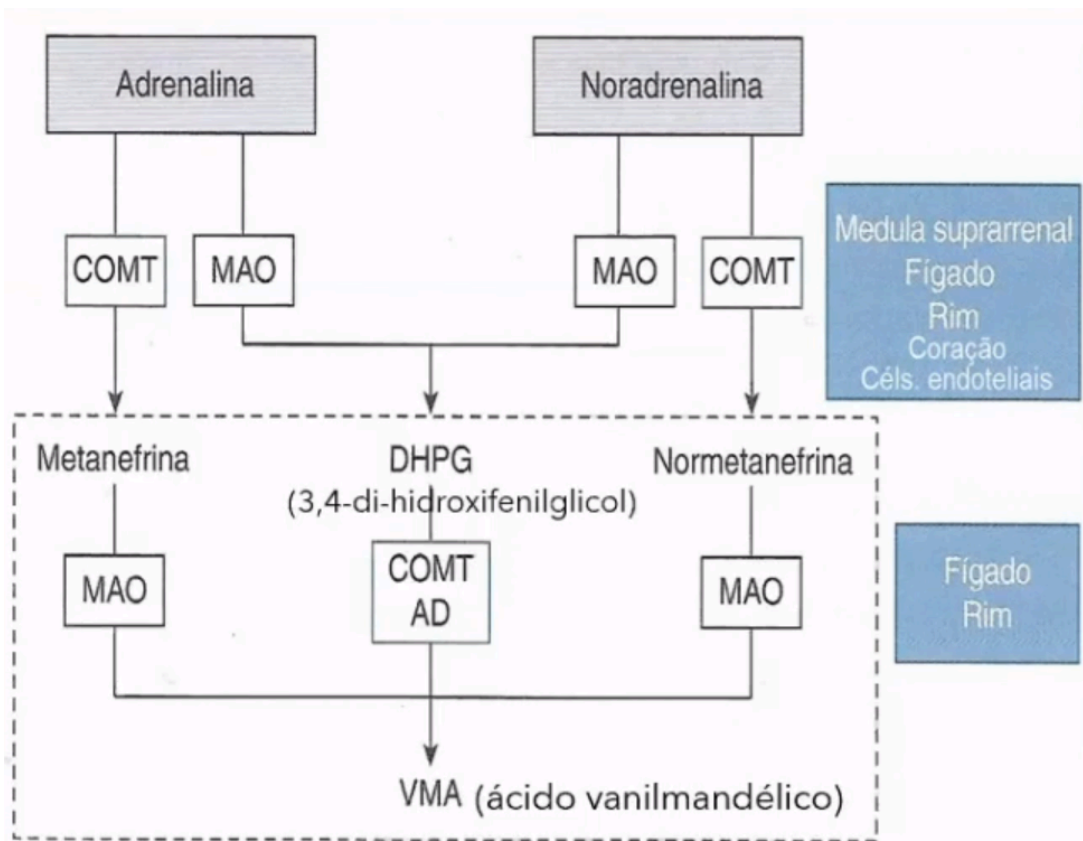 Adrenalina
Noradrenalina
COMT
MAO
MAO
COMT
Medula suprarrenal
Fígado
Rim
Coração
Céls. endoteliais
Metanefrina
DHPG
(3,4-di-hidroxifenilglicol)
Normetanefrina
MAO
COMT
AD
MAO
Fígado
Rim
VMA (ácido vanilmandélico)